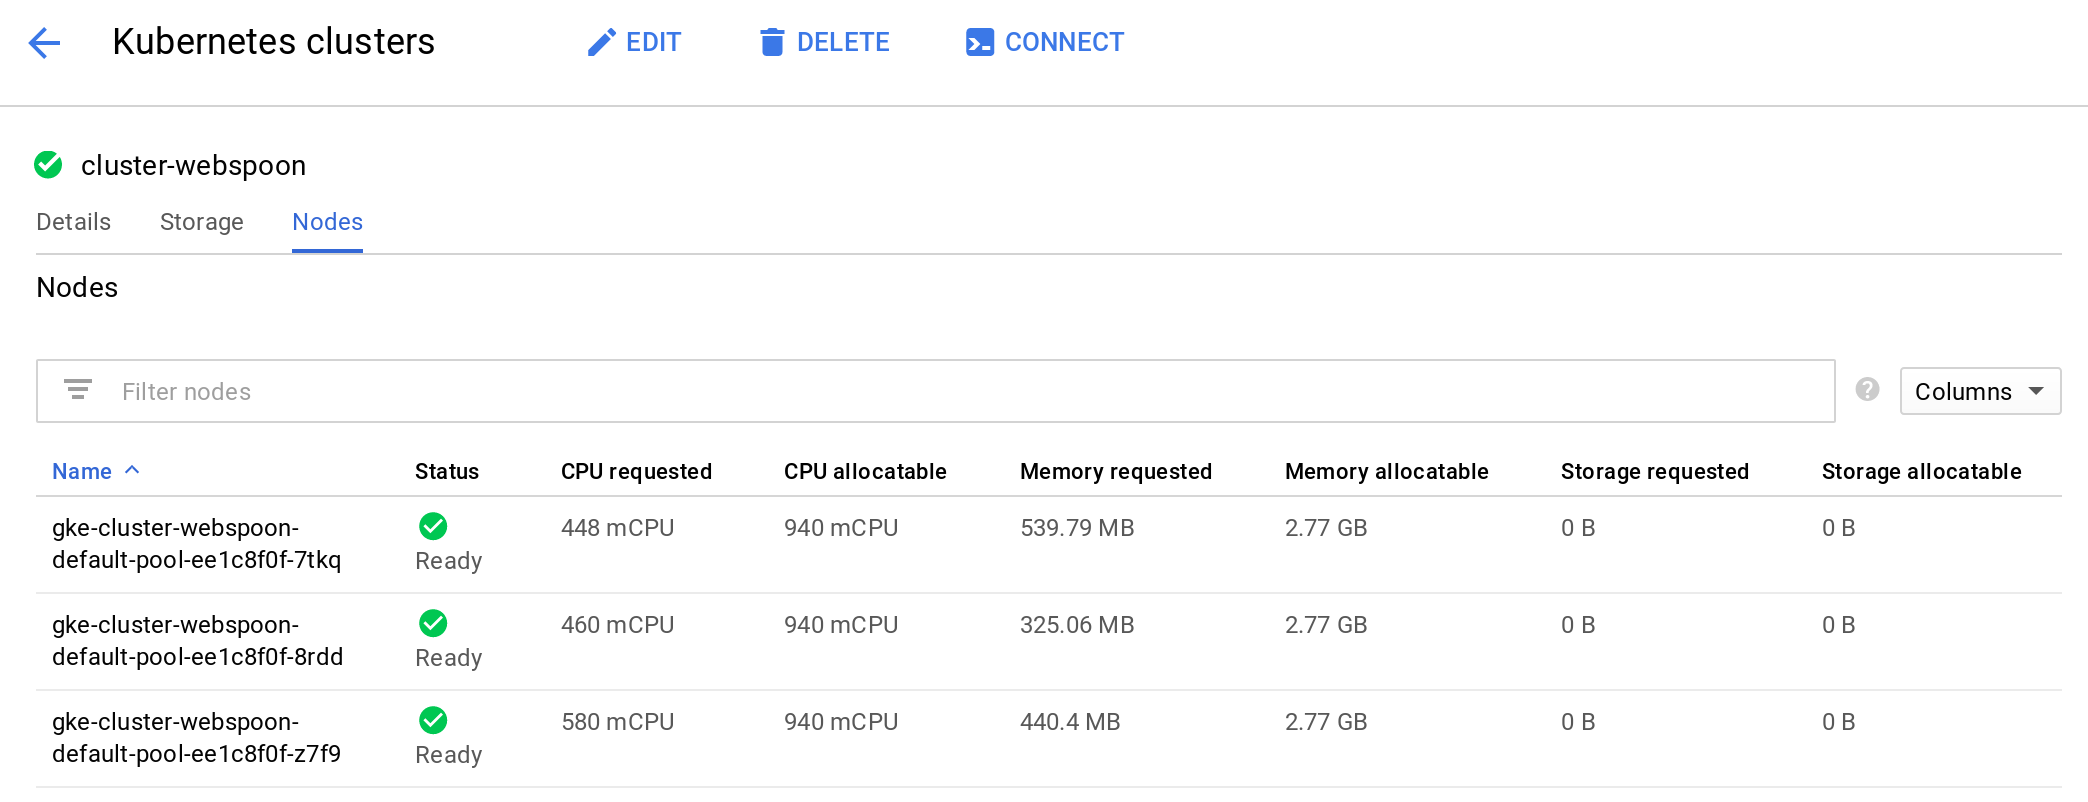 Kubernetes clusters EDIT DELETE CONNECT
cluster-webspoon
Details Storage Nodes
Nodes
Filter nodes ? Columns
Name Status CPU requested CPU allocatable Memory requested Memory allocatable Storage requested Storage allocatable
gke-cluster-webspoon- 448 mCPU 940 mCPU 539.79 MB 2.77 GB 0 B 0 B
default-pool-ee1c8f0f-7tkq Ready
gke-cluster-webspoon- 460 mCPU 940 mCPU 325.06 MB 2.77 GB 0 B 0 B
default-pool-ee1c8f0f-8rdd Ready
gke-cluster-webspoon- 580 mCPU 940 mCPU 440.4 MB 2.77 GB 0 B 0 B
default-pool-ee1c8f0f-z7f9 Ready